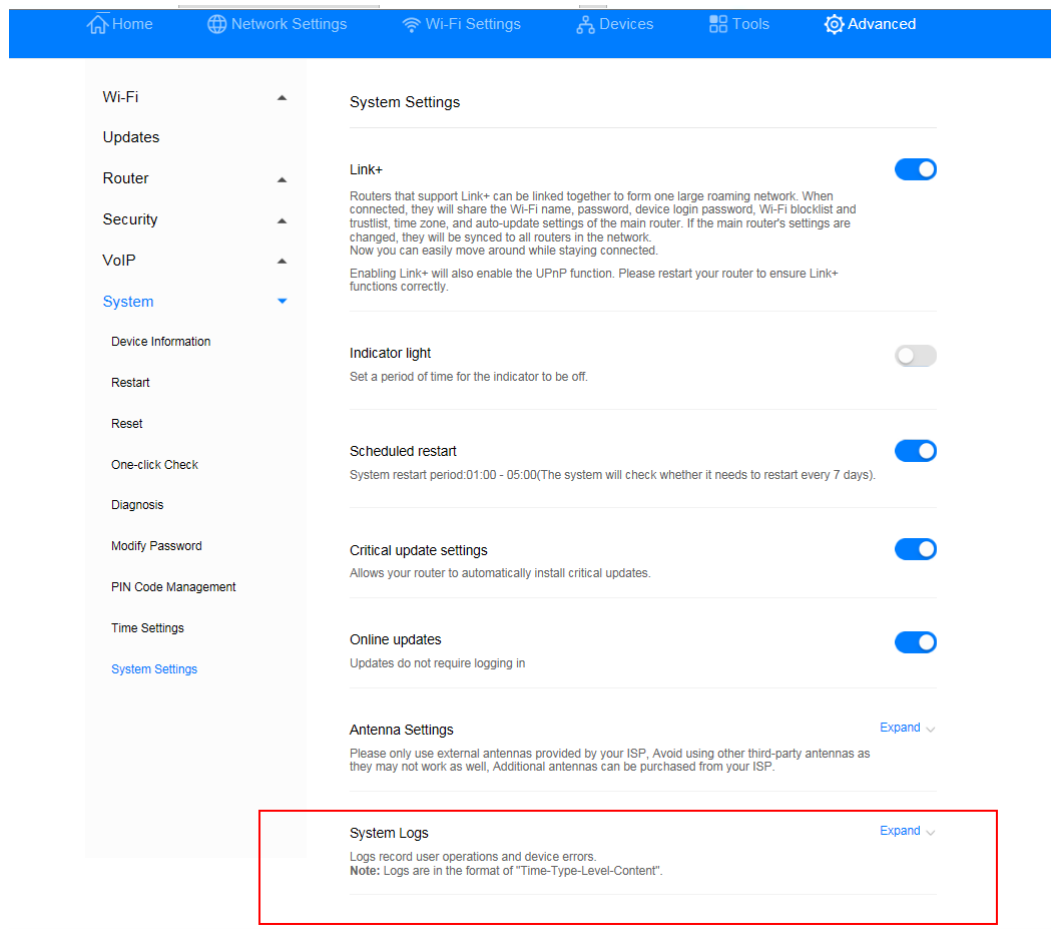 Home Network Settings Wi-Fi Settings Devices Tools Advanced
Wi-Fi
Updates
Router
Security
VoIP
System
Device Information
Restart
Reset
One-click Check
Diagnosis
Modify Password
PIN Code Management
Time Settings
System Settings
System Settings
Link+
Routers that support Link+ can be linked together to form one large roaming network. When
connected, they will share the Wi-Fi name, password, device login password, Wi-Fi blocklist and
trustlist, time zone, and auto-update settings of the main router. If the main router's settings are
changed, they will be synced to all routers in the network.
Now you can easily move around while staying connected.
Enabling Link+ will also enable the UPnP function. Please restart your router to ensure Link+
functions correctly.
Indicator light
Set a period of time for the indicator to be off.
Scheduled restart
System restart period:01:00 - 05:00(The system will check whether it needs to restart every 7 days).
Critical update settings
Allows your router to automatically install critical updates.
Online updates
Updates do not require logging in
Antenna Settings Expand
Please only use external antennas provided by your ISP, Avoid using other third-party antennas as
they may not work as well, Additional antennas can be purchased from your ISP.
System Logs Expand
Logs record user operations and device errors.
Note: Logs are in the format of "Time-Type-Level-Content".